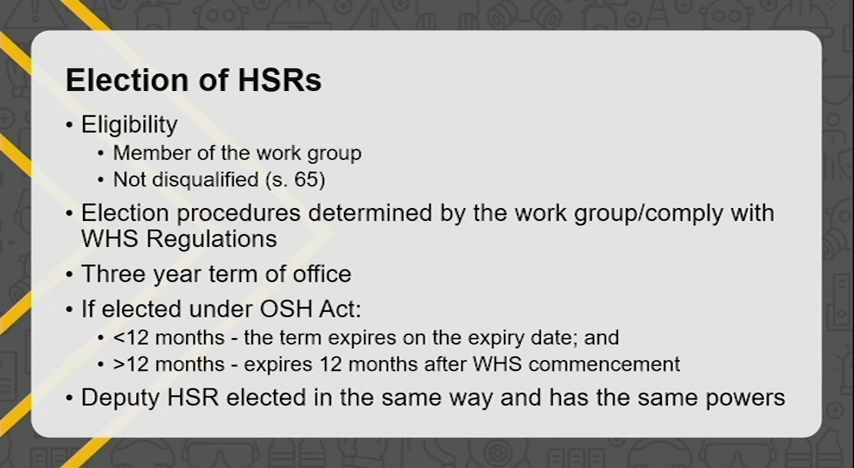 Election of HSRs
• Eligibility
• Member of the work group
• Not disqualified (s. 65)
• Election procedures determined by the work group/comply with
WHS Regulations
• Three year term of office
• If elected under OSH Act:
• <12 months - the term expires on the expiry date; and
• >12 months - expires 12 months after WHS commencement
• Deputy HSR elected in the same way and has the same powers